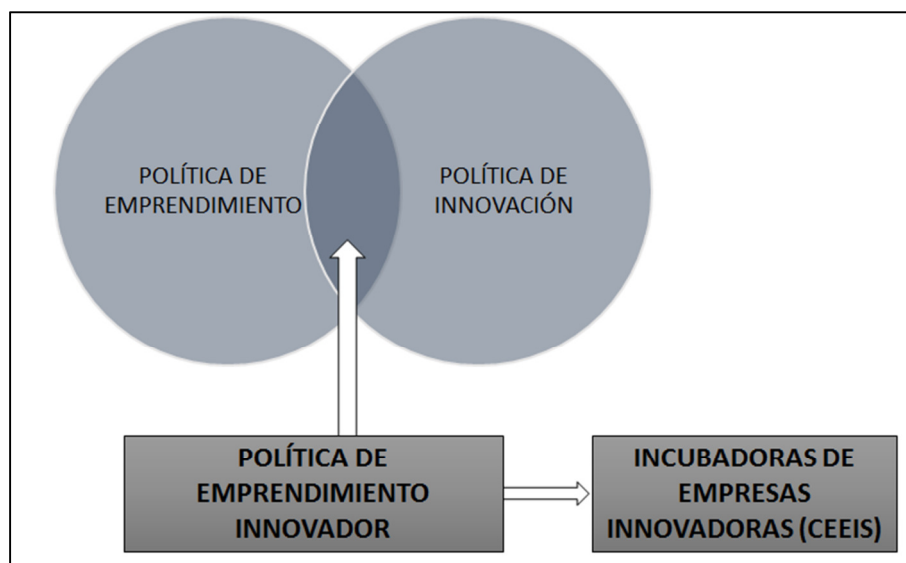 POLÍTICA DE
EMPRENDIMIENTO
POLÍTICA DE
INNOVACIÓN
POLÍTICA DE
EMPRENDIMIENTO
INNOVADOR
INCUBADORAS DE
EMPRESAS
INNOVADORAS (CEEIS)